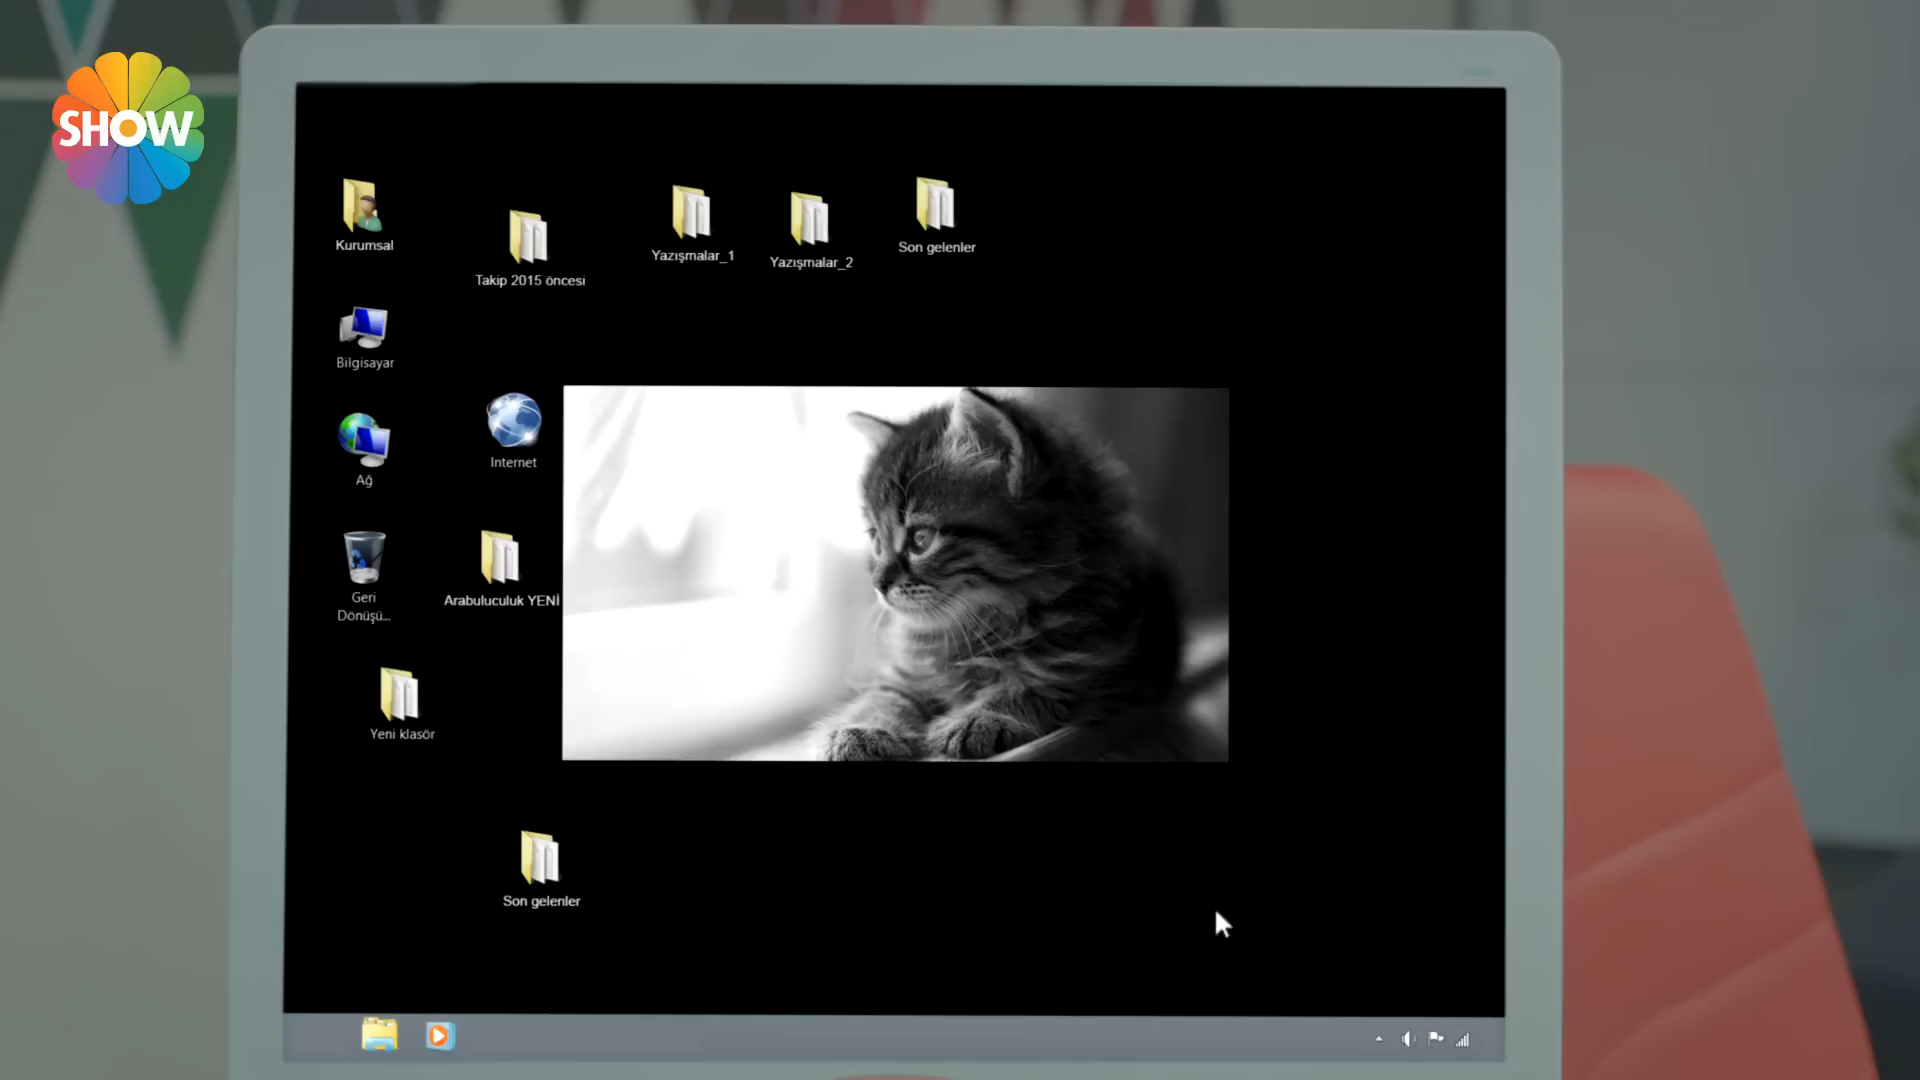 SHOW
Kurumsal
Takip 2015 öncesi
Yazışmalar_1
Yazışmalar_2
Son gelenler
Bilgisayar
Ağ
Internet
Geri
Dönüşü...
Arabuluculuk YENİ
Yeni klasör
Son gelenler